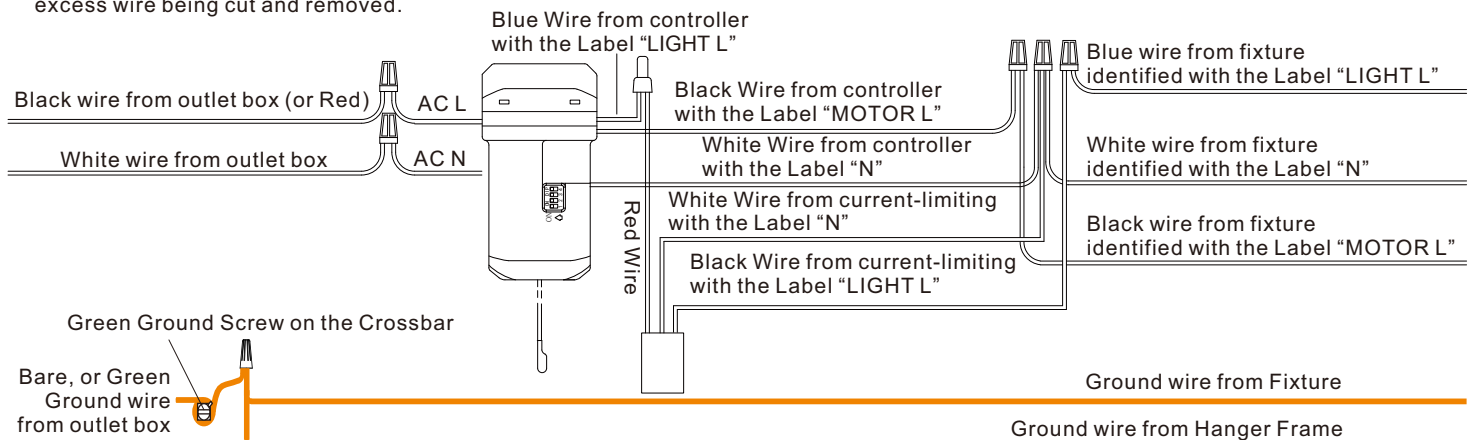 excess wire being cut and removed.
Blue Wire from controller
with the Label “LIGHT L”
Black wire from outlet box (or Red)
AC L
White wire from outlet box
AC N
Black Wire from controller
with the Label “MOTOR L”
White Wire from controller
with the Label “N”
White Wire from current-limiting
with the Label “N”
Red Wire
Black Wire from current-limiting
with the Label “LIGHT L”
Blue wire from fixture
identified with the Label “LIGHT L”
White wire from fixture
identified with the Label “N”
Black wire from fixture
identified with the Label “MOTOR L”
Green Ground Screw on the Crossbar
Bare, or Green
Ground wire
from outlet box
Ground wire from Fixture
Ground wire from Hanger Frame